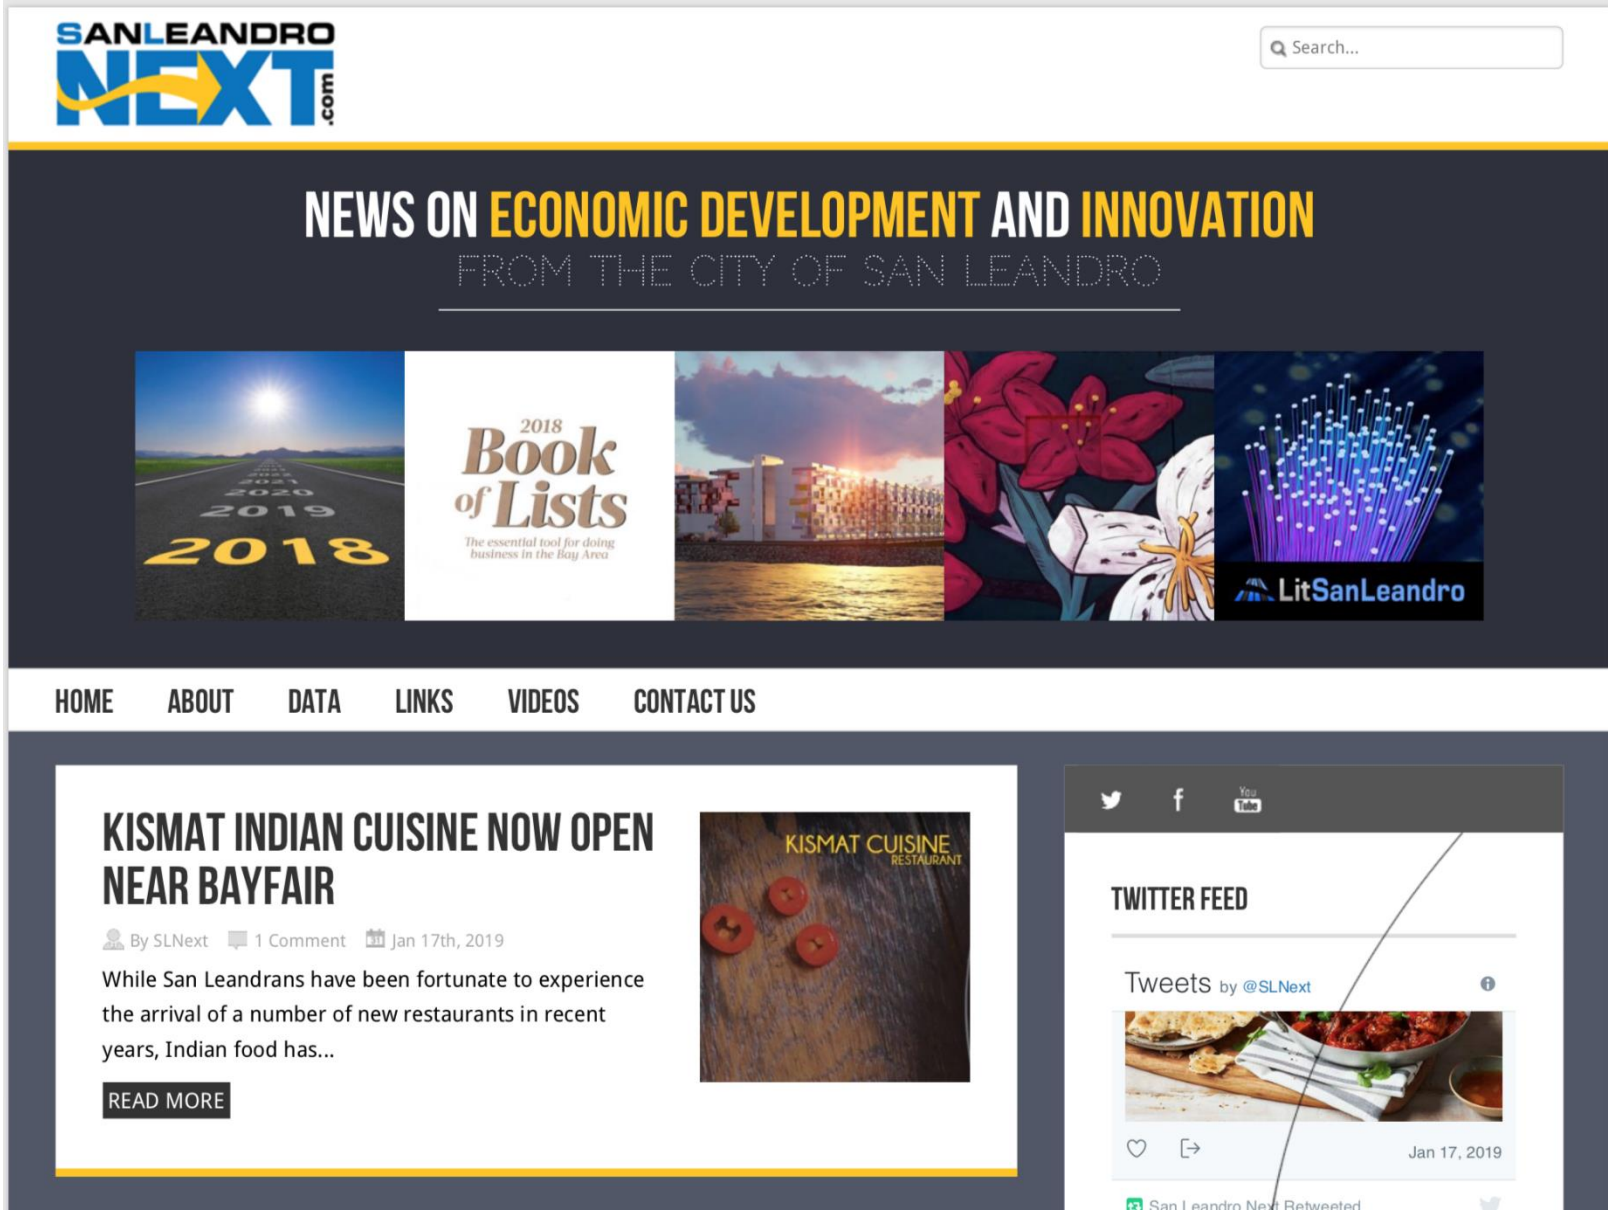 SANLEANDRO
NEXT.com
Search...
NEWS ON ECONOMIC DEVELOPMENT AND INNOVATION
FROM THE CITY OF SAN LEANDRO
2021
2020
2019
2018
2018
Book
of Lists
The essential tool for doing
business in the Bay Area
LitSanLeandro
HOME ABOUT DATA LINKS VIDEOS CONTACT US
KISMAT INDIAN CUISINE NOW OPEN
NEAR BAYFAIR
By SLNext 1 Comment 31 Jan 17th, 2019
While San Leandrans have been fortunate to experience
the arrival of a number of new restaurants in recent
years, Indian food has...
READ MORE
KISMAT CUISINE
RESTAURANT
You
Tube
TWITTER FEED
Tweets by @SLNext
Jan 17, 2019
San Leandro Next Retweeted